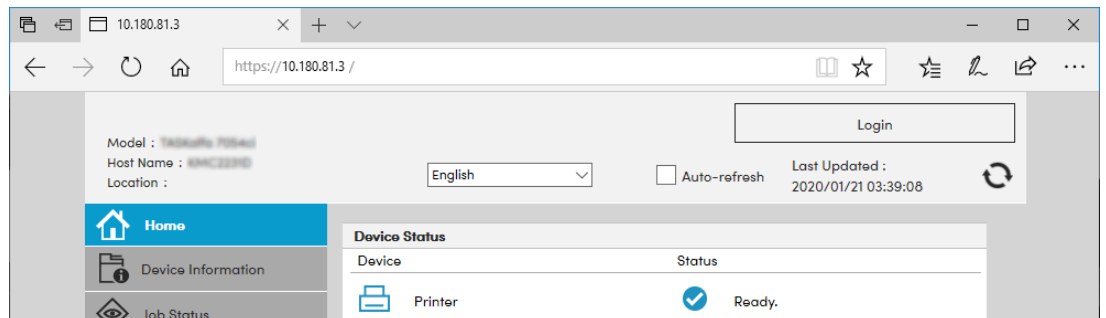 10.180.81.3
https://10.180.81.3 /
Login
Model :
Host Name :
Location :
English
Auto-refresh
Last Updated :
2020/01/21 03:39:08
Home
Device Status
Device Information
Device Status
Printer Ready.
Job Status